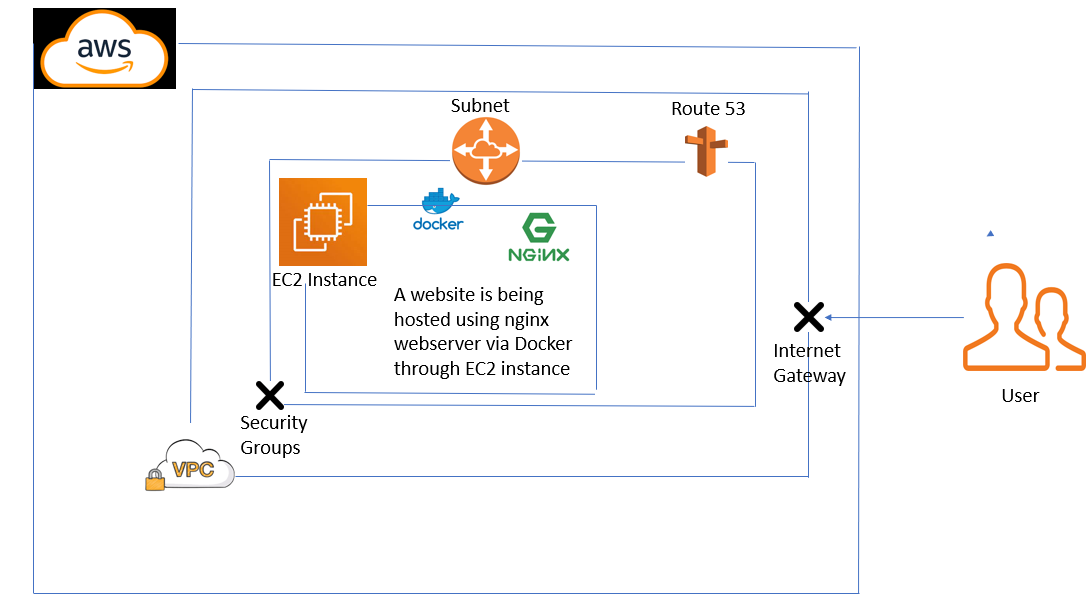 aws
Subnet
Route 53
docker
NGiNX
EC2 Instance
A website is being
hosted using nginx
webserver via Docker
through EC2 instance
Internet
Gateway
User
Security
Groups
VPC